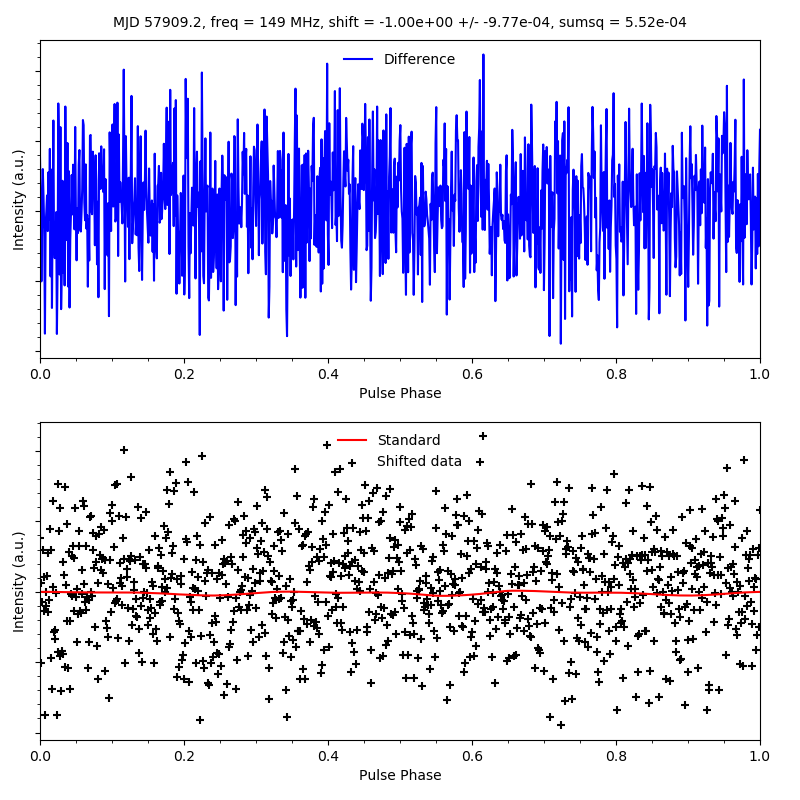 MJD 57909.2, freq = 149 MHz, shift = -1.00e+00 +/- -9.77e-04, sumsq = 5.52e-04
Difference
Intensity (a.u.)
0.0 0.2 0.4 0.6 0.8 1.0
Pulse Phase
Standard
Shifted data
Intensity (a.u.)
0.0 0.2 0.4 0.6 0.8 1.0
Pulse Phase